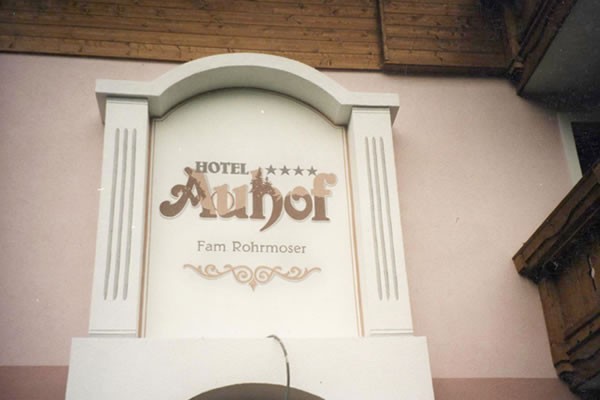 HOTEL ★★★★
Auhof
Fam Rohrmoser